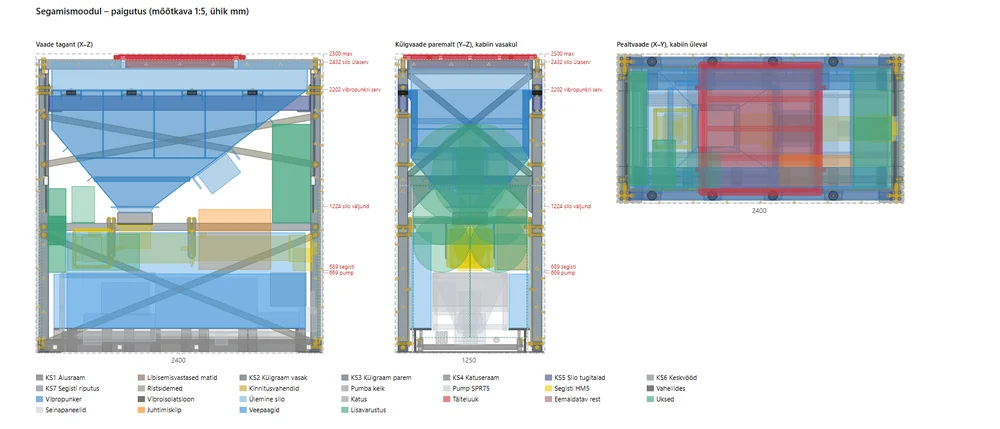 Segamismoodul – paigutus (mõõtkava 1:5, ühik mm)
Vaade tagant (X–Z)
Külgvaade paremalt (Y–Z), kabiin vasakul
Pealtvaade (X–Y), kabiin üleval
2500 max
2432 silo ülaserv
2202 vibropunkri serv
1224 silo väljund
689 segisti
669 pump
2500 max
2432 silo ülaserv
2202 vibropunkri serv
1224 silo väljund
689 segisti
669 pump
2400
1250
2400
KS1 Alusraam
Libisemisvastased matid
KS2 Külgraam vasak
KS3 Külgraam parem
KS4 Katuseraam
KS5 Silo tugitalad
KS6 Keskvööd
KS7 Segisti riputus
Ristsidemed
Kinnitusvahendid
Pumba kelk
Pump SPR75
Segisti HM5
Vahelides
Vibropunker
Vibroisolatsioon
Ülemine silo
Katus
Täiteluuk
Eemaldatav rest
Uksed
Seinapaneelid
Juhtimiskilp
Veepaagid
Lisavarustus